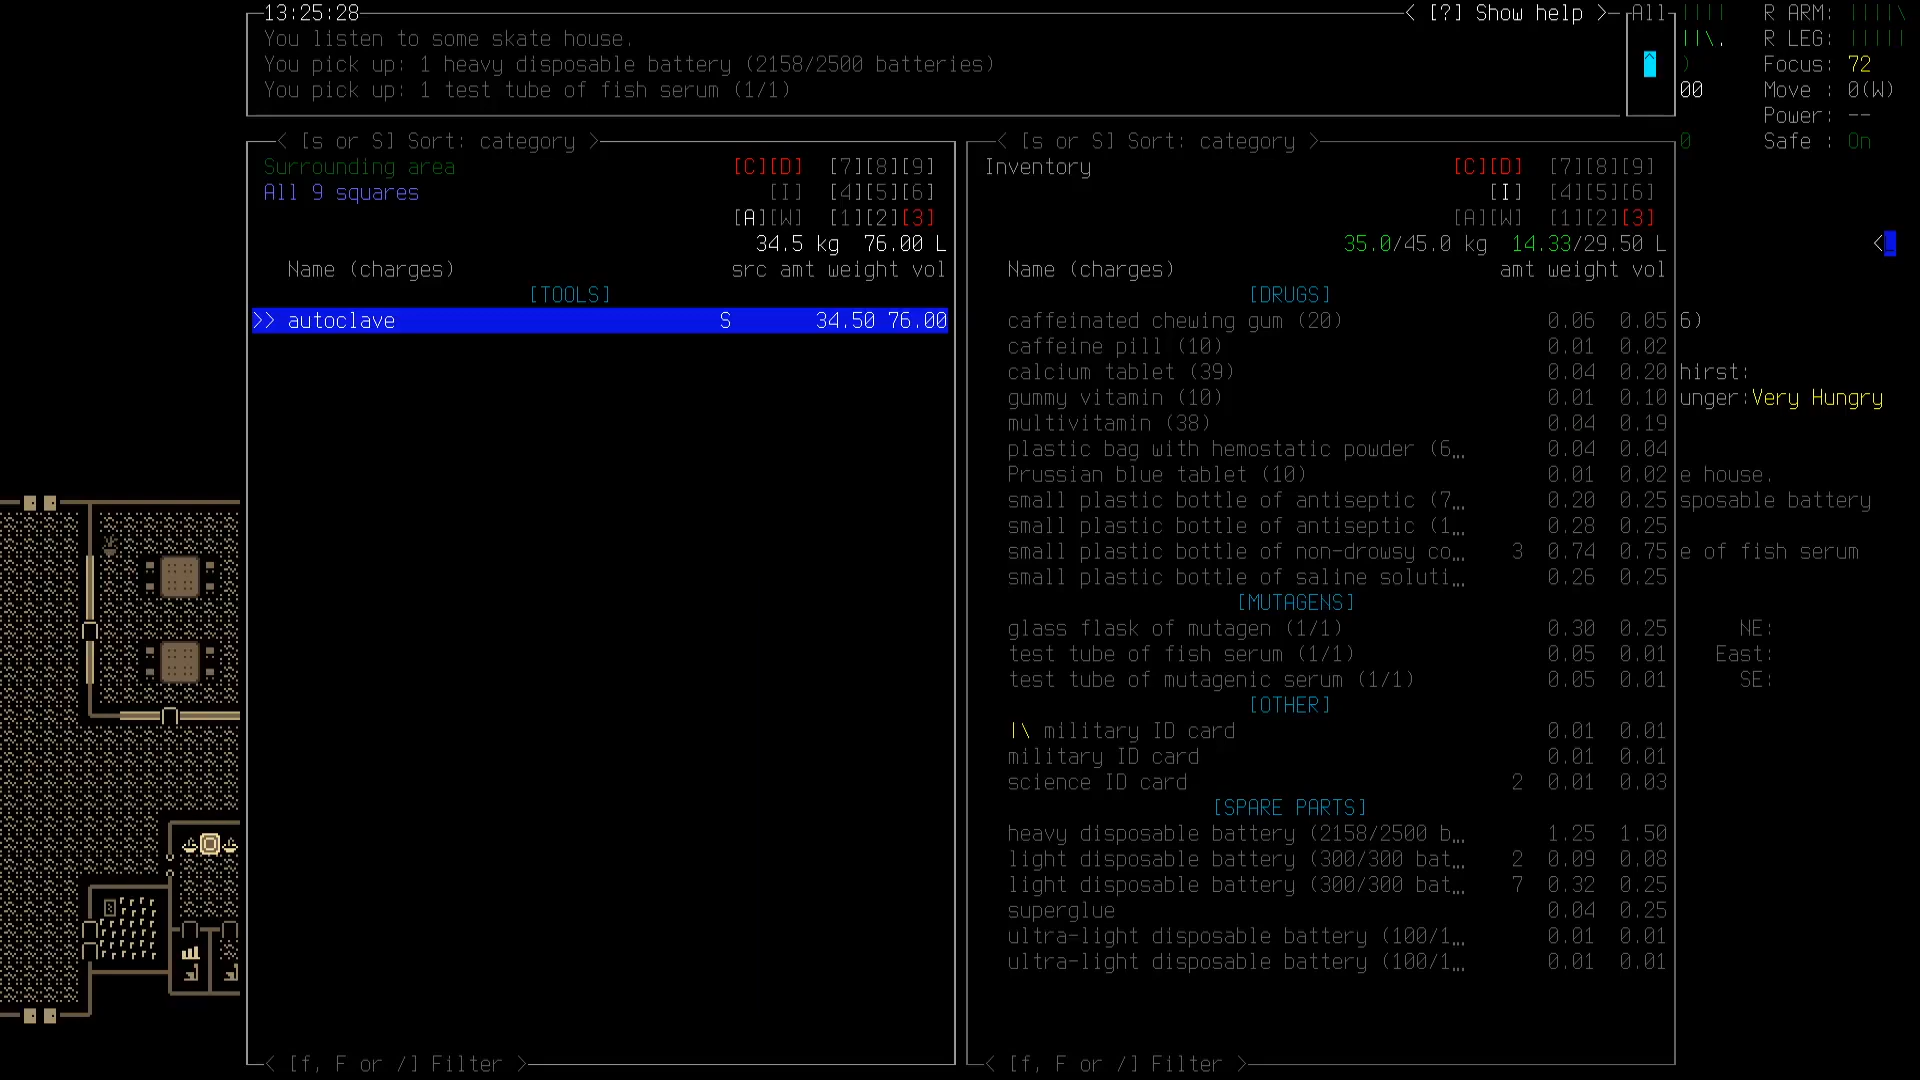 13:25:28 < [?] Show help > All R ARM:
You listen to some skate house. R LEG:
You pick up: 1 heavy disposable battery (2158/2500 batteries) ) Focus: 72
You pick up: 1 test tube of fish serum (1/1) 00 Move : 0(W)
Power: --
< [s or S] Sort: category > < [s or S] Sort: category > 0 Safe : On
Surrounding area [C][D] [7][8][9] Inventory [C][D] [7][8][9]
All 9 squares [I] [4][5][6] [I] [4][5][6]
[A][W] [1][2][3] [A][W] [1][2][3]
34.5 kg 76.00 L 35.0/45.0 kg 14.33/29.50 L <
Name (charges) src amt weight vol Name (charges) amt weight vol
[TOOLS] [DRUGS]
>> autoclave S 34.50 76.00 caffeinated chewing gum (20) 0.06 0.05 6)
caffeine pill (10) 0.01 0.02
calcium tablet (39) 0.04 0.20 hirst:
gummy vitamin (10) 0.01 0.10 unger:Very Hungry
multivitamin (38) 0.04 0.19
plastic bag with hemostatic powder (6… 0.04 0.04
Prussian blue tablet (10) 0.01 0.02 e house.
small plastic bottle of antiseptic (7… 0.20 0.25 sposable battery
small plastic bottle of antiseptic (1… 0.28 0.25
small plastic bottle of non-drowsy co… 3 0.74 0.75 e of fish serum
small plastic bottle of saline soluti… 0.26 0.25
[MUTAGENS]
glass flask of mutagen (1/1) 0.30 0.25 NE:
test tube of fish serum (1/1) 0.05 0.01 East:
test tube of mutagenic serum (1/1) 0.05 0.01 SE:
[OTHER]
|\ military ID card 0.01 0.01
military ID card 0.01 0.01
science ID card 2 0.01 0.03
[SPARE PARTS]
heavy disposable battery (2158/2500 b… 1.25 1.50
light disposable battery (300/300 bat… 2 0.09 0.08
light disposable battery (300/300 bat… 7 0.32 0.25
superglue 0.04 0.25
ultra-light disposable battery (100/1… 0.01 0.01
ultra-light disposable battery (100/1… 0.01 0.01
< [f, F or /] Filter > < [f, F or /] Filter >